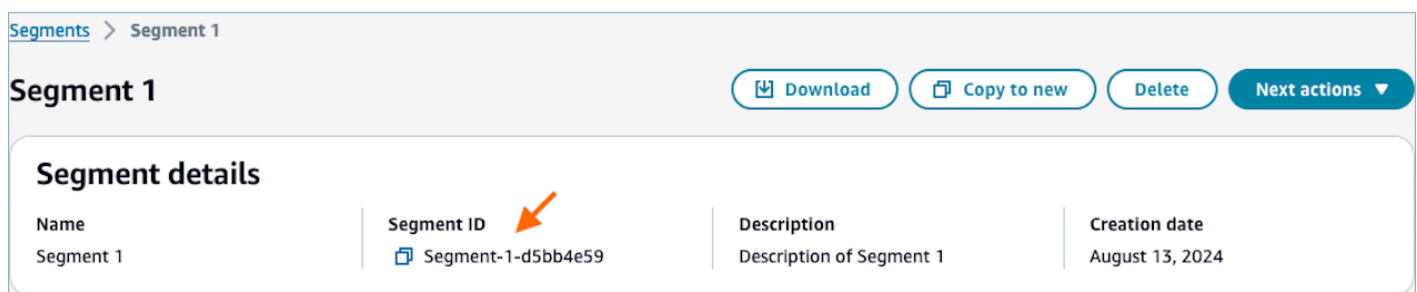 Segments > Segment 1
Segment 1
Download
Copy to new
Delete
Next actions
Segment details
Name
Segment 1
Segment ID
Segment-1-d5bb4e59
Description
Description of Segment 1
Creation date
August 13, 2024